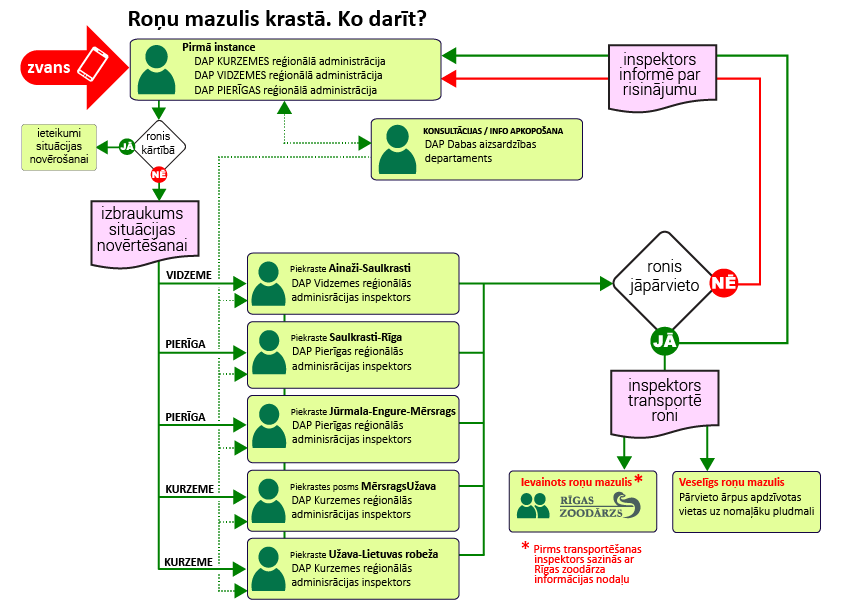 Roņu mazulis krastā. Ko darīt?
zvans
Pirmā instance
DAP KURZEMES reģionālā administrācija
DAP VIDZEMES reģionālā administrācija
DAP PIERĪGAS reģionālā administrācija
inspektors
informē par
risinājumu
ieteikumi
situācijas
novērošanai
JĀ
ronis
kārtībā
NĒ
KONSULTĀCIJAS / INFO APKOPOŠANA
DAP Dabas aizsardzības
departaments
izbraukums
situācijas
novērtēšanai
VIDZEME
Piekraste Ainaži-Saulkrasti
DAP Vidzemes reģionālās
adminisrācijas inspektors
PIERĪGA
Piekraste Saulkrasti-Rīga
DAP Pierīgas reģionālās
adminisrācijas inspektors
PIERĪGA
Piekraste Jūrmala-Engure-Mērsrags
DAP Pierīgas reģionālās
adminisrācijas inspektors
KURZEME
Piekrastes posms MērsragsUžava
DAP Kurzemes reģionālās
adminisrācijas inspektors
KURZEME
Piekraste Užava-Lietuvas robeža
DAP Kurzemes reģionālās
adminisrācijas inspektors
ronis
jāpārvieto
NĒ
JĀ
inspektors
transportē
roni
Ievainots roņu mazulis *
RĪGAS
ZOODĀRZS
Veselīgs roņu mazulis
Pārvieto ārpus apdzīvotas
vietas uz nomaļāku pludmali
* Pirms transportēšanas
inspektors sazinās ar
Rīgas zoodārza
informācijas nodaļu